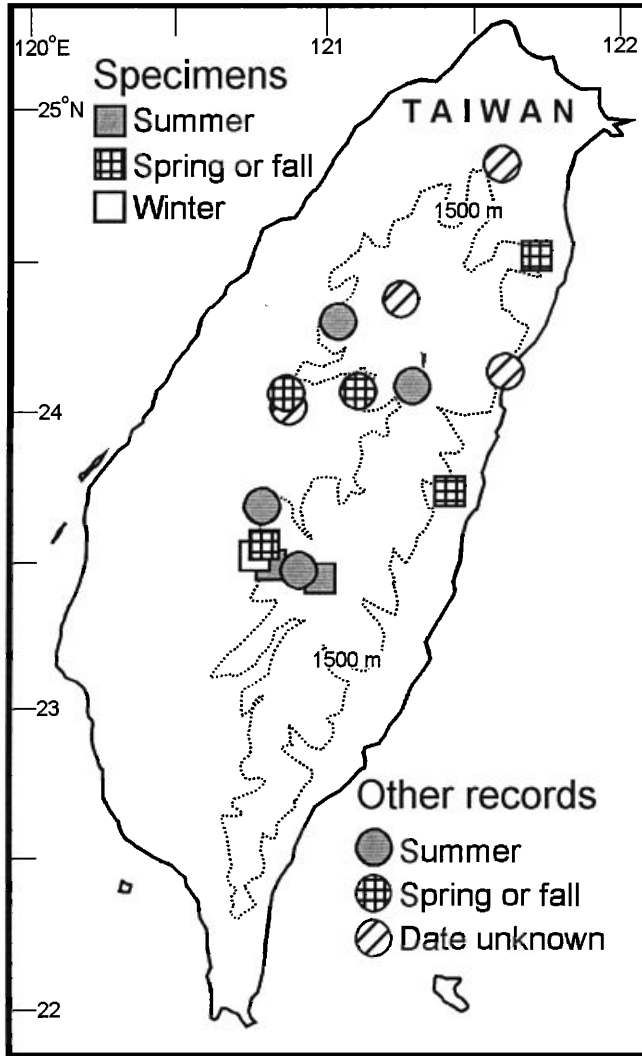 120°E
121
122
Specimens
Summer
Spring or fall
Winter
25°N
TAIWAN
1500 m
24
1500 m
23
Other records
Summer
Spring or fall
Date unknown
22